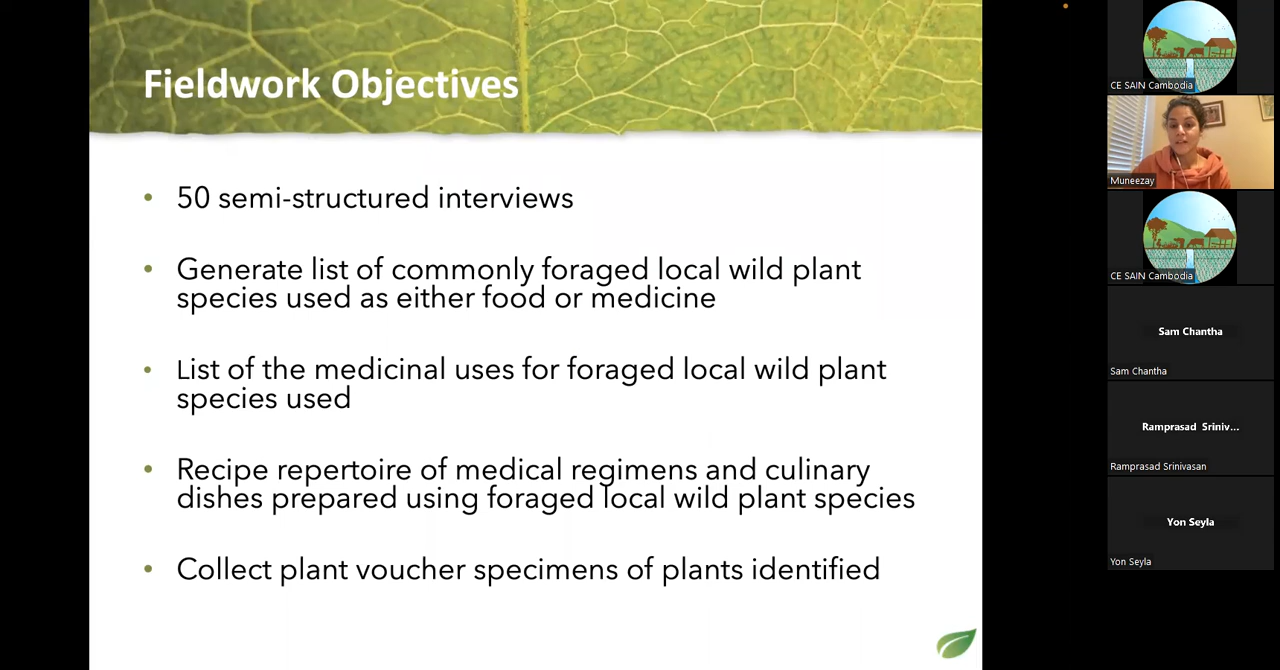 Fieldwork Objectives
• 50 semi-structured interviews
• Generate list of commonly foraged local wild plant
species used as either food or medicine
• List of the medicinal uses for foraged local wild plant
species used
• Recipe repertoire of medical regimens and culinary
dishes prepared using foraged local wild plant species
• Collect plant voucher specimens of plants identified
CE SAIN Cambodia
Muneezay
CE SAIN Cambodia
Sam Chantha
Sam Chantha
Ramprasad Sriniv...
Ramprasad Srinivasan
Yon Seyla
Yon Seyla